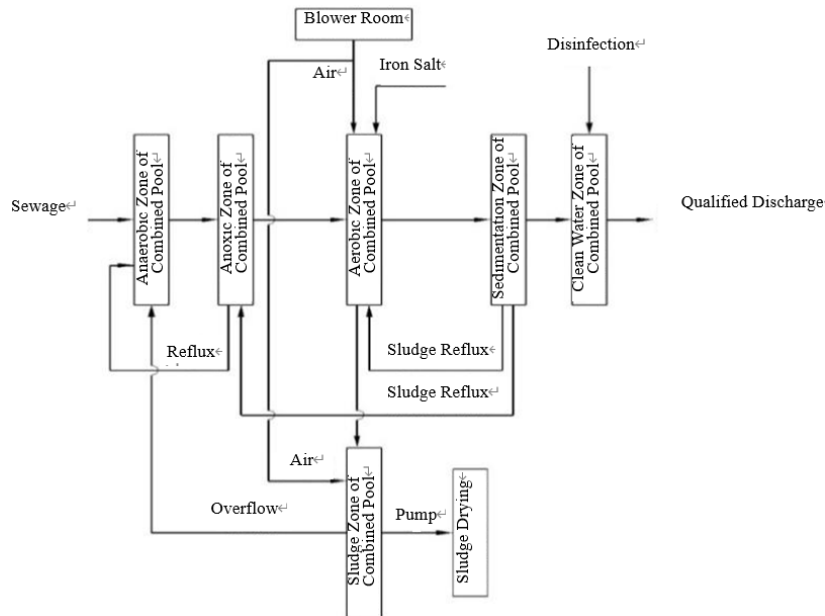 Blower Room
Disinfection
Air
Iron Salt
Sewage
Anaerobic Zone of
Combined Pool
Anoxic Zone of
Combined Pool
Aerobic Zone of
Combined Pool
Sedimentation Zone of
Combined Pool
Clean Water Zone of
Combined Pool
Qualified Discharge
Reflux
Sludge Reflux
Sludge Reflux
Air
Overflow
Sludge Zone of
Combined Pool
Pump
Sludge Drying